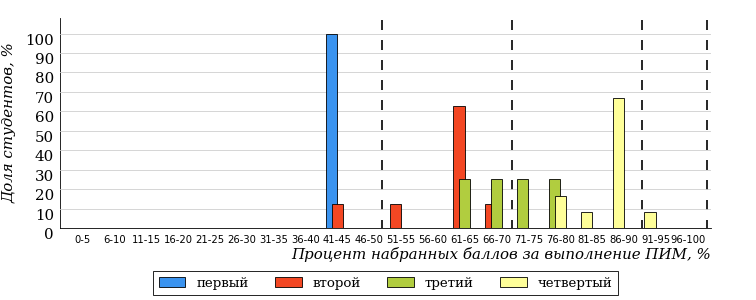 Доля студентов, %
100
90
80
70
60
50
40
30
20
10
0
0-5 6-10 11-15 16-20 21-25 26-30 31-35 36-40 41-45 46-50 51-55 56-60 61-65 66-70 71-75 76-80 81-85 86-90 91-95 96-100
Процент набранных баллов за выполнение ПИМ, %
первый второй третий четвертый